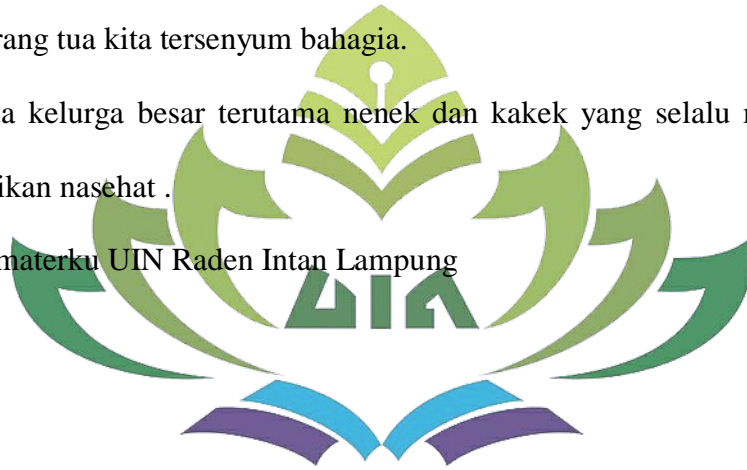 rang tua kita tersenyum bahagia.
a kelurga besar terutama nenek dan kakek yang selalu
ikan nasehat .
materku UIN Raden Intan Lampung
UIN